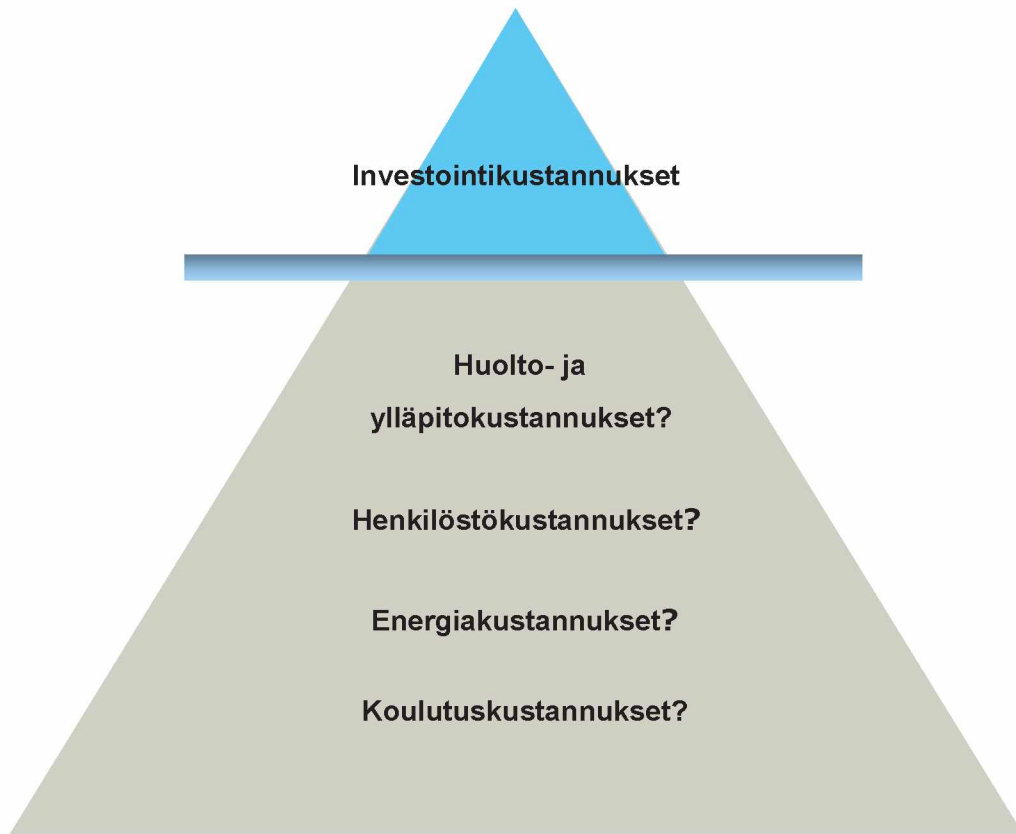 Investointikustannukset
Huolto- ja
ylläpitokustannukset?
Henkilöstökustannukset?
Energiakustannukset?
Koulutuskustannukset?